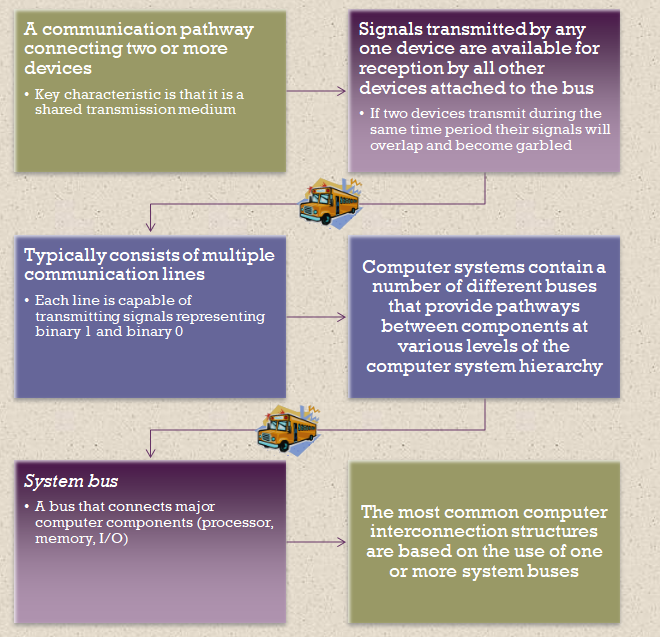 A communication pathway
connecting two or more
devices
• Key characteristic is that it is a
shared transmission medium
Signals transmitted by any
one device are available for
reception by all other
devices attached to the bus
• If two devices transmit during the
same time period their signals will
overlap and become garbled
Typically consists of multiple
communication lines
• Each line is capable of
transmitting signals representing
binary 1 and binary 0
Computer systems contain a
number of different buses
that provide pathways
between components at
various levels of the
computer system hierarchy
System bus
• A bus that connects major
computer components (processor,
memory, I/O)
The most common computer
interconnection structures
are based on the use of one
or more system buses